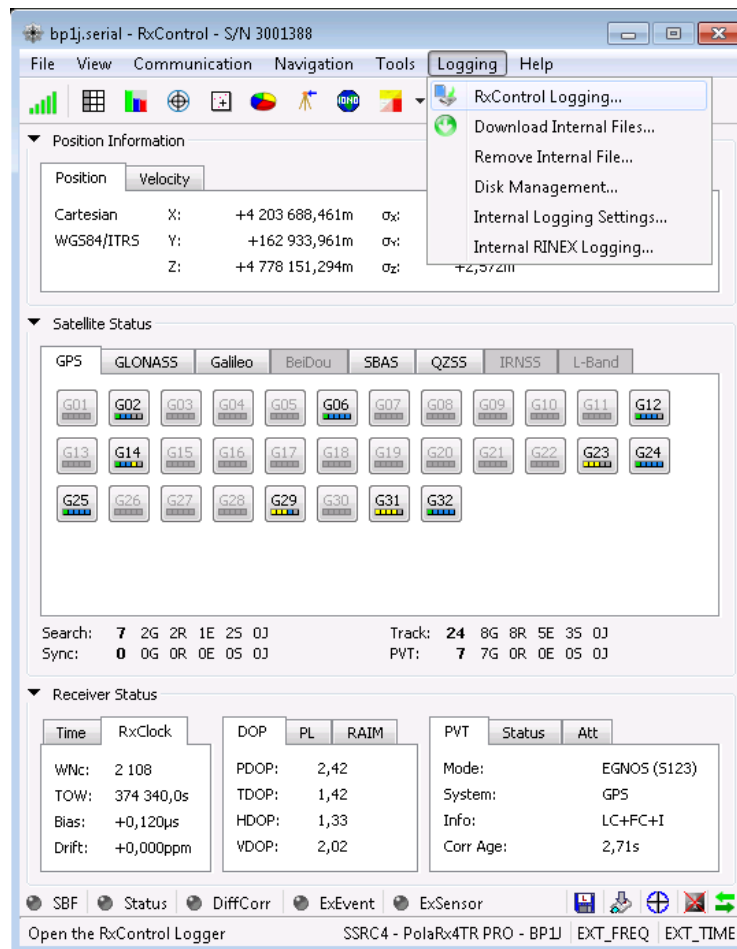 bp1j.serial - RxControl - S/N 3001388
File View Communication Navigation Tools Logging Help
IONO
RxControl Logging...
Download Internal Files...
Remove Internal File...
Disk Management...
Internal Logging Settings...
Internal RINEX Logging...
Position Information
Position Velocity
Cartesian X: +4 203 688,461m σx:
WGS84/ITRS Y: +162 933,961m σY:
Z: +4 778 151,294m σz: +2,572m
Satellite Status
GPS GLONASS Galileo BeiDou SBAS QZSS IRNSS L-Band
G01 G02 G03 G04 G05 G06 G07 G08 G09 G10 G11 G12
G13 G14 G15 G16 G17 G18 G19 G20 G21 G22 G23 G24
G25 G26 G27 G28 G29 G30 G31 G32
Search: 7 2G 2R 1E 2S 0J Track: 24 8G 8R 5E 3S 0J
Sync: 0 0G 0R 0E 0S 0J PVT: 7 7G 0R 0E 0S 0J
Receiver Status
Time RxClock DOP PL RAIM PVT Status Att
WNc: 2 108 PDOP: 2,42 Mode: EGNOS (S123)
TOW: 374 340,0s TDOP: 1,42 System: GPS
Bias: +0,120µs HDOP: 1,33 Info: LC+FC+I
Drift: +0,000ppm VDOP: 2,02 Corr Age: 2,71s
SBF Status DiffCorr ExEvent ExSensor
Open the RxControl Logger SSRC4 - PolaRx4TR PRO - BP1J EXT_FREQ EXT_TIME